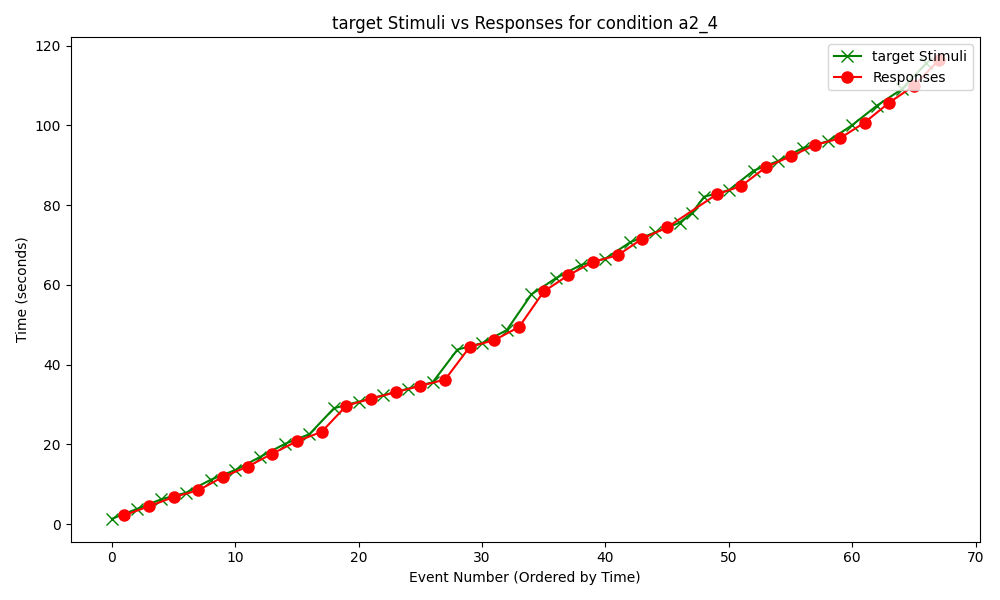 target Stimuli vs Responses for condition a2_4
target Stimuli
Responses
Time (seconds)
120
100
80
60
40
20
0
0 10 20 30 40 50 60 70
Event Number (Ordered by Time)